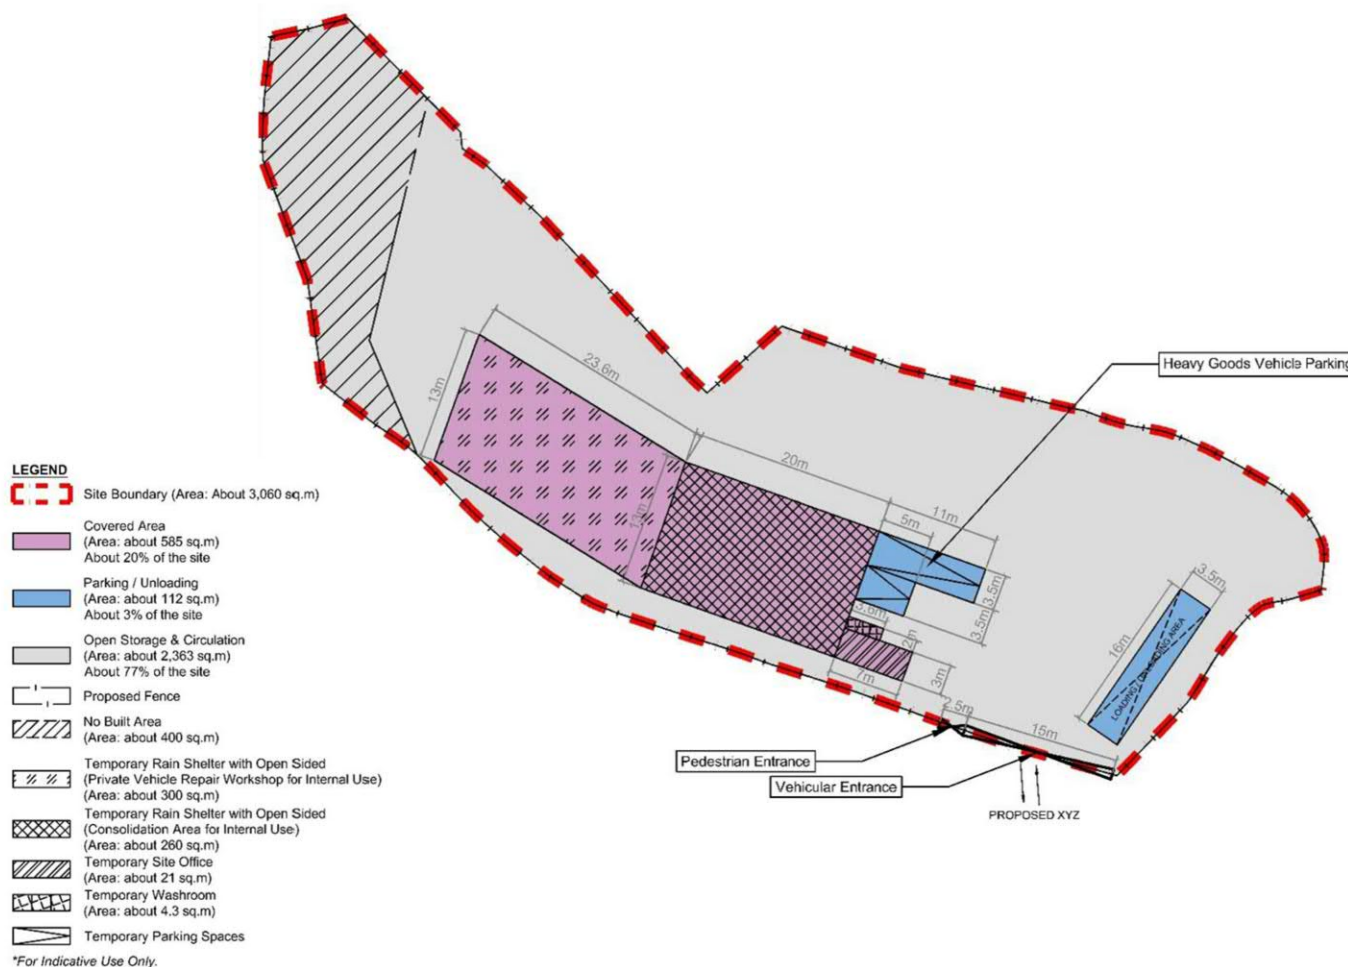 23.6m
13m
Heavy Goods Vehicle Parking
20m
11m
5m
13m
3.5m
3.5m
3.5m
3.6m
2m
16m
LOADING / UNLOADING AREA
7m
3m
2.5m
15m
Pedestrian Entrance
Vehicular Entrance
PROPOSED XYZ
LEGEND
Site Boundary (Area: About 3,060 sq.m)
Covered Area
(Area: about 585 sq.m)
About 20% of the site
Parking / Unloading
(Area: about 112 sq.m)
About 3% of the site
Open Storage & Circulation
(Area: about 2,363 sq.m)
About 77% of the site
Proposed Fence
No Built Area
(Area: about 400 sq.m)
Temporary Rain Shelter with Open Sided
(Private Vehicle Repair Workshop for Internal Use)
(Area: about 300 sq.m)
Temporary Rain Shelter with Open Sided
(Consolidation Area for Internal Use)
(Area: about 260 sq.m)
Temporary Site Office
(Area: about 21 sq.m)
Temporary Washroom
(Area: about 4.3 sq.m)
Temporary Parking Spaces
*For Indicative Use Only.